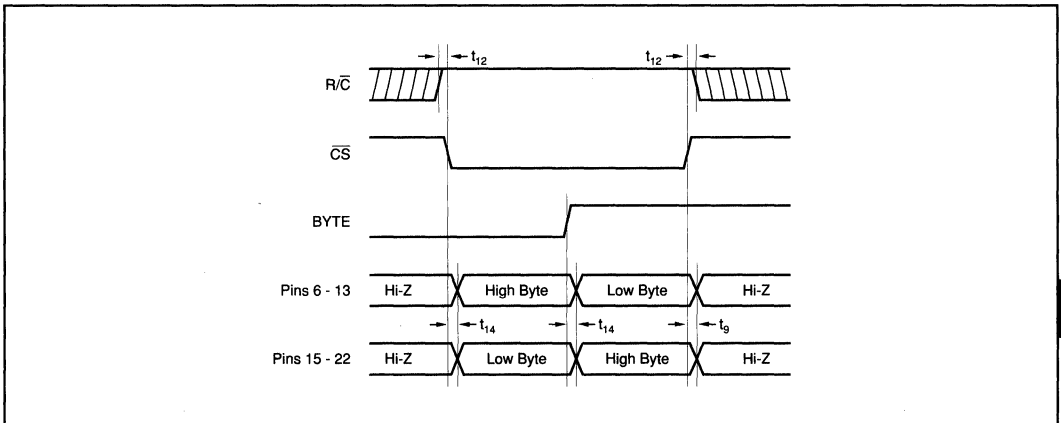 t12 t12
R/C̅
C̅S̅
BYTE
Pins 6 - 13 Hi-Z High Byte Low Byte Hi-Z
t14 t14 t9
Pins 15 - 22 Hi-Z Low Byte High Byte Hi-Z